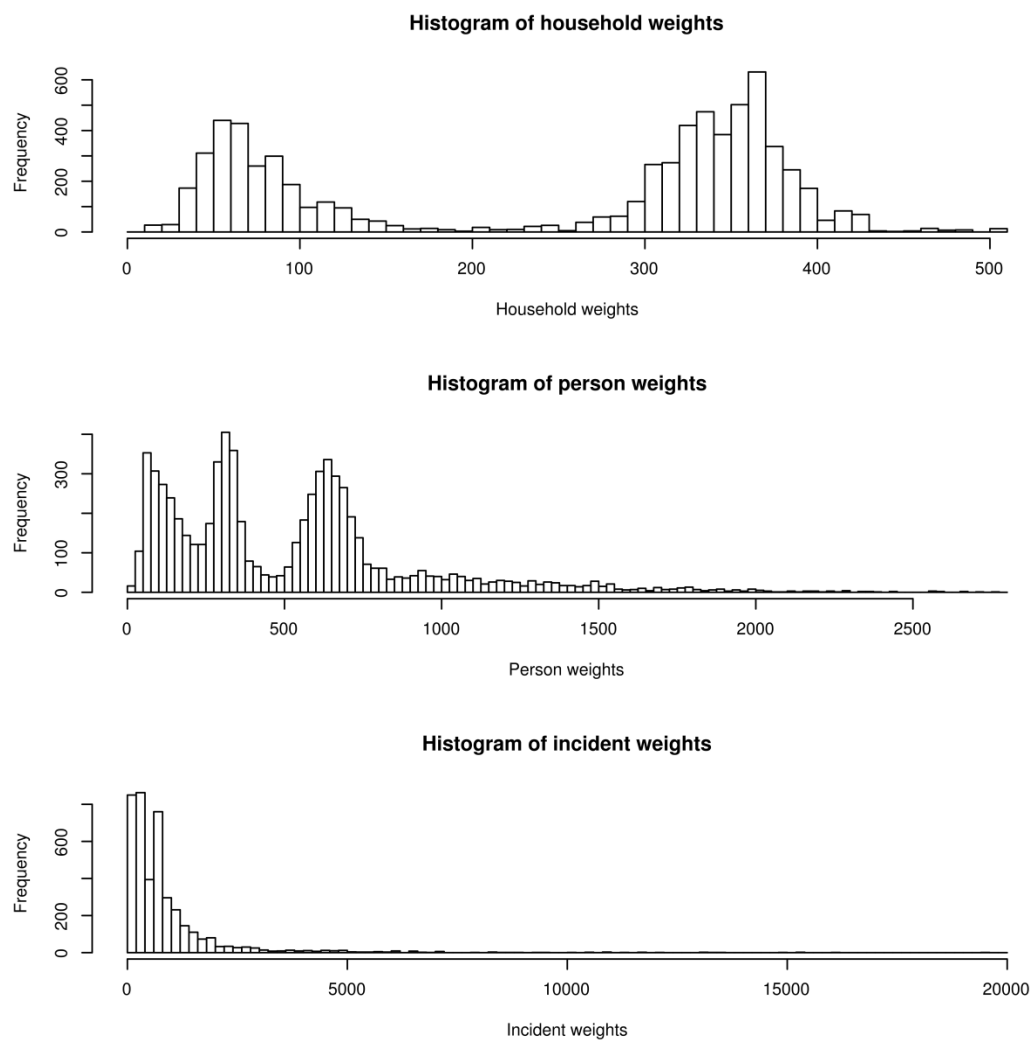 Histogram of household weights
Frequency
0 200 400 600
0 100 200 300 400 500
Household weights
Histogram of person weights
Frequency
0 100 300
0 500 1000 1500 2000 2500
Person weights
Histogram of incident weights
Frequency
0 200 600
0 5000 10000 15000 20000
Incident weights